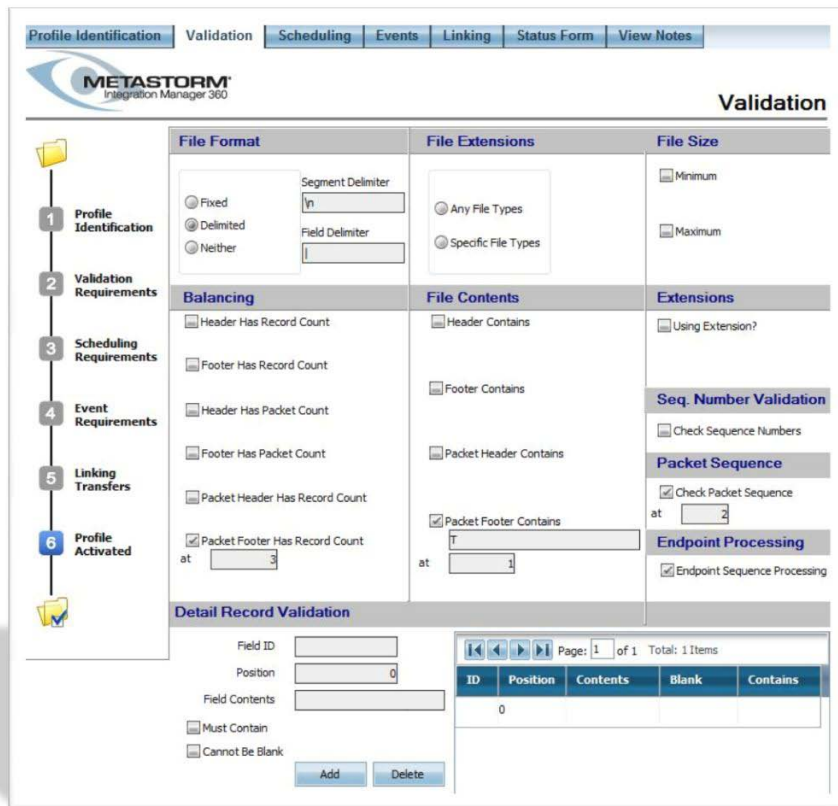 Profile Identification Validation Scheduling Events Linking Status Form View Notes
METASTORM
Integration Manager 360
Validation
1 Profile Identification
2 Validation Requirements
3 Scheduling Requirements
4 Event Requirements
5 Linking Transfers
6 Profile Activated
File Format
Fixed
Delimited
Neither
Segment Delimiter
\n
Field Delimiter
|
File Extensions
Any File Types
Specific File Types
File Size
Minimum
Maximum
Balancing
Header Has Record Count
Footer Has Record Count
Header Has Packet Count
Footer Has Packet Count
Packet Header Has Record Count
Packet Footer Has Record Count
at 3
File Contents
Header Contains
Footer Contains
Packet Header Contains
Packet Footer Contains
T
at 1
Extensions
Using Extension?
Seq. Number Validation
Check Sequence Numbers
Packet Sequence
Check Packet Sequence
at 2
Endpoint Processing
Endpoint Sequence Processing
Detail Record Validation
Field ID
Position 0
Field Contents
Must Contain
Cannot Be Blank
Add Delete
Page: 1 of 1 Total: 1 Items
ID Position Contents Blank Contains
0